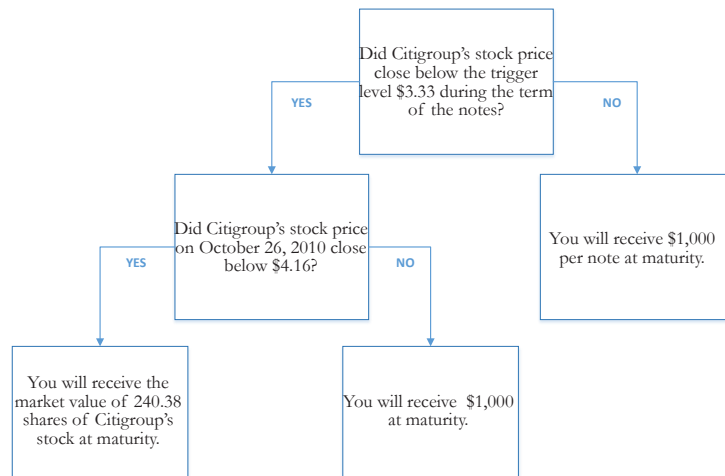 Did Citigroup's stock price
close below the trigger
level $3.33 during the term
of the notes?
YES
NO
Did Citigroup's stock price
on October 26, 2010 close
below $4.16?
You will receive $1,000
per note at maturity.
YES
NO
You will receive the
market value of 240.38
shares of Citigroup's
stock at maturity.
You will receive $1,000
at maturity.